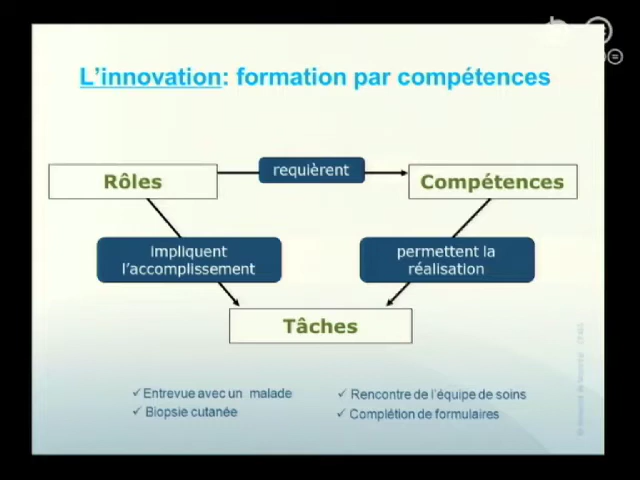 L'innovation: formation par compétences
requièrent
Rôles
Compétences
impliquent
l'accomplissement
permettent la
réalisation
Tâches
✓ Entrevue avec un malade
✓ Biopsie cutanée
✓ Rencontre de l'équipe de soins
✓ Complétion de formulaires